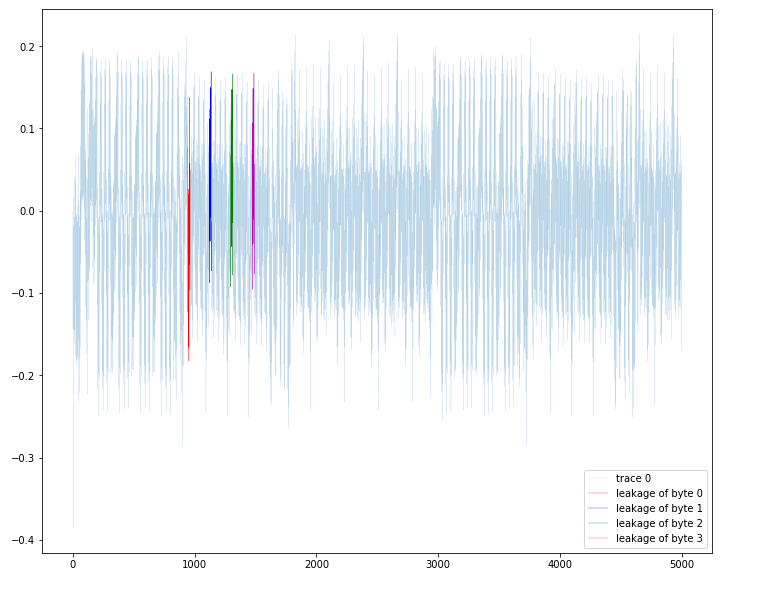 0.2
0.1
0.0
−0.1
−0.2
−0.3
−0.4
0 1000 2000 3000 4000 5000
trace 0
leakage of byte 0
leakage of byte 1
leakage of byte 2
leakage of byte 3